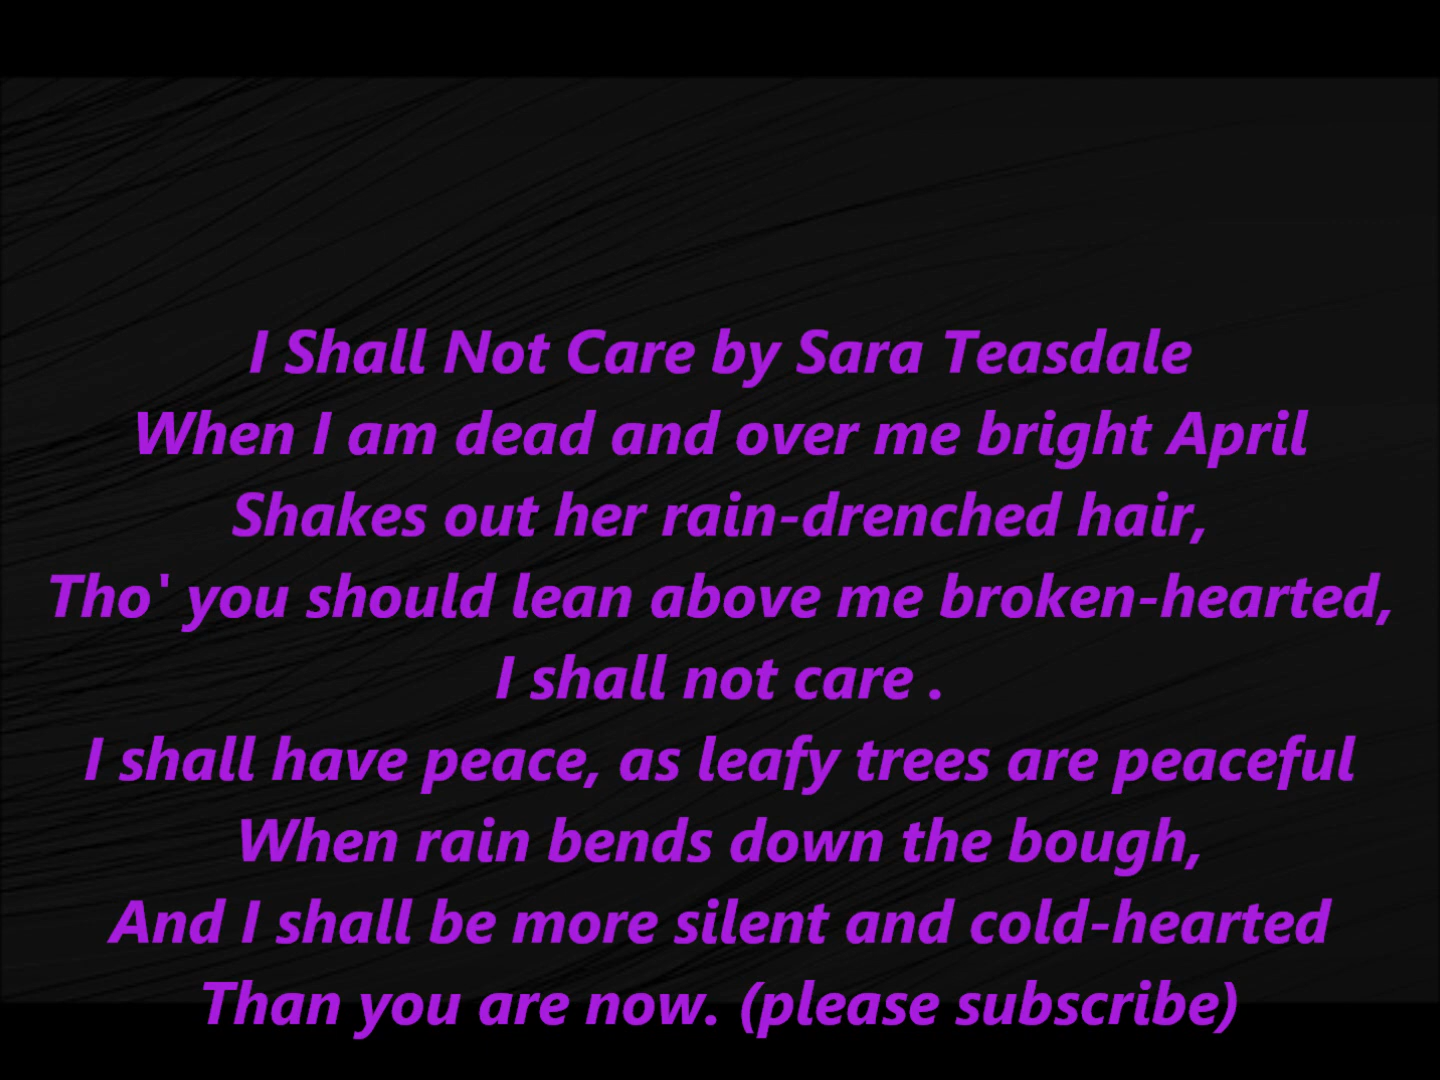 I Shall Not Care by Sara Teasdale
When I am dead and over me bright April
Shakes out her rain-drenched hair,
Tho' you should lean above me broken-hearted,
I shall not care .
I shall have peace, as leafy trees are peaceful
When rain bends down the bough,
And I shall be more silent and cold-hearted
Than you are now. (please subscribe)